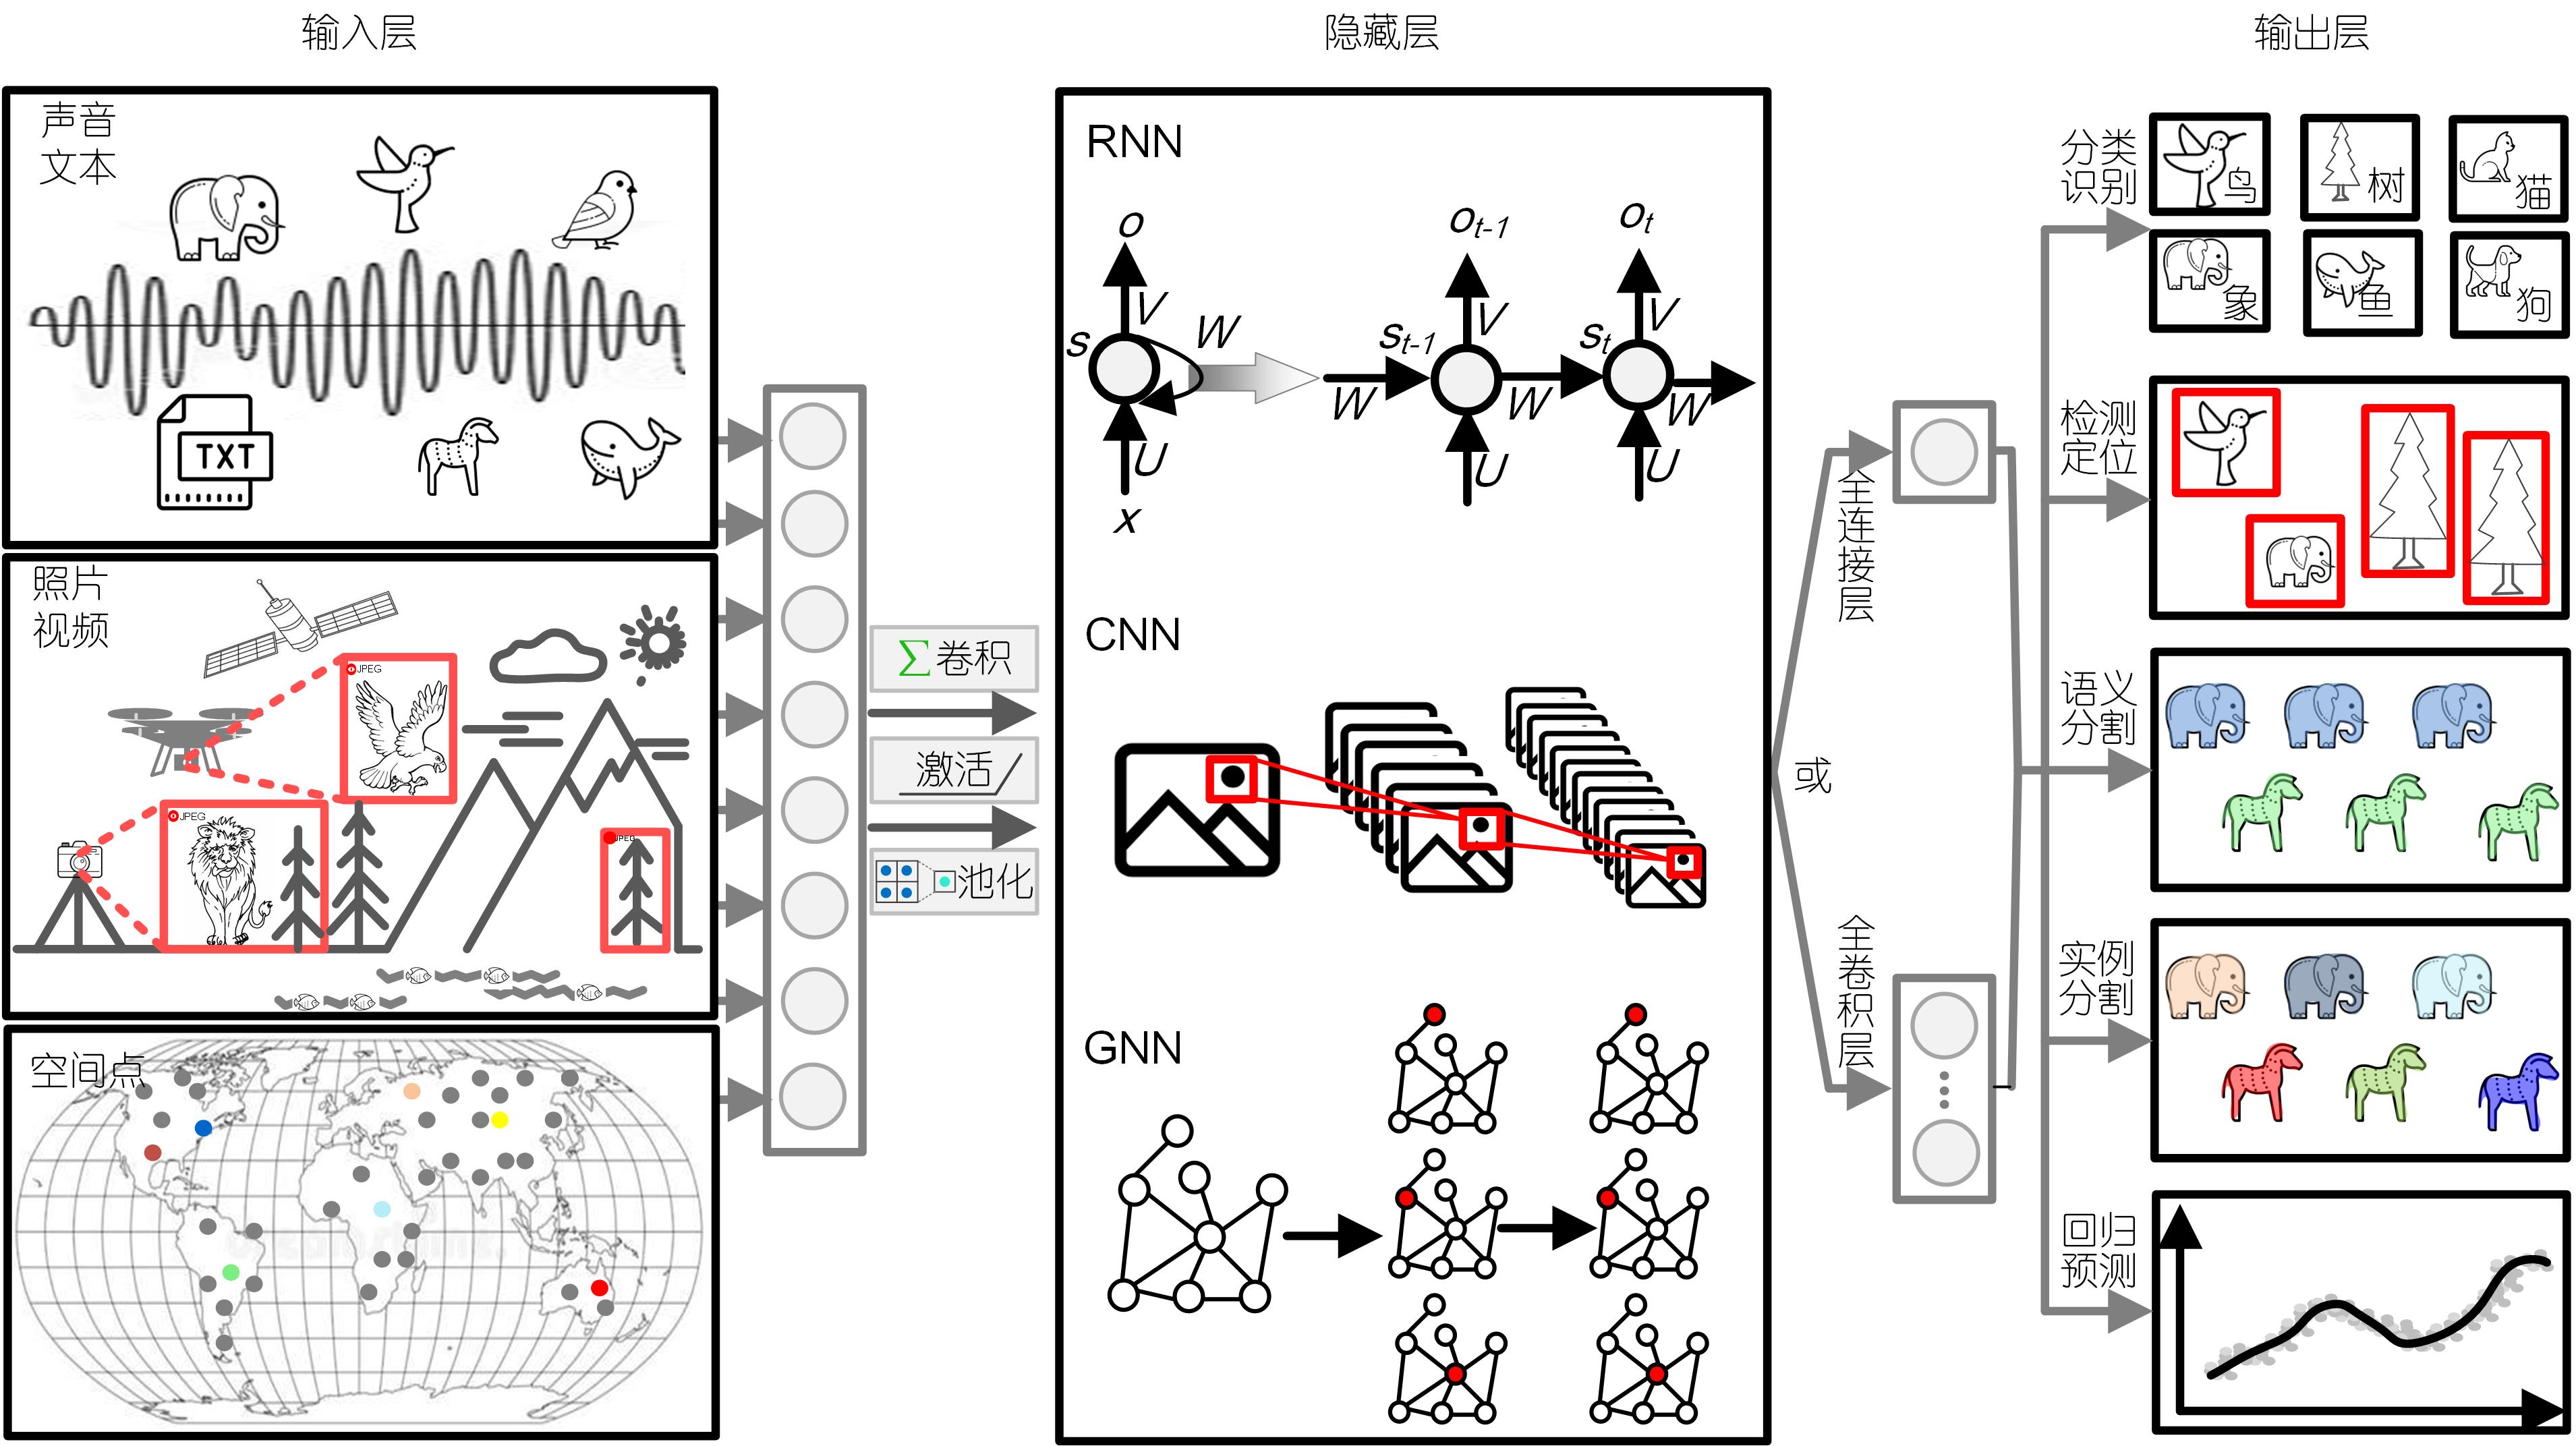 输入层
隐藏层
输出层
声音
文本
TXT
照片
视频
JPEG
JPEG
JPEG
空间点
∑卷积
激活
池化
RNN
o
V
W
s
U
x
o_{t-1}
V
s_{t-1}
W
U
o_t
V
s_t
W
U
W
CNN
GNN
全连接层
或
全卷积层
分类
识别
鸟
树
猫
象
鱼
狗
检测
定位
语义
分割
实例
分割
回归
预测